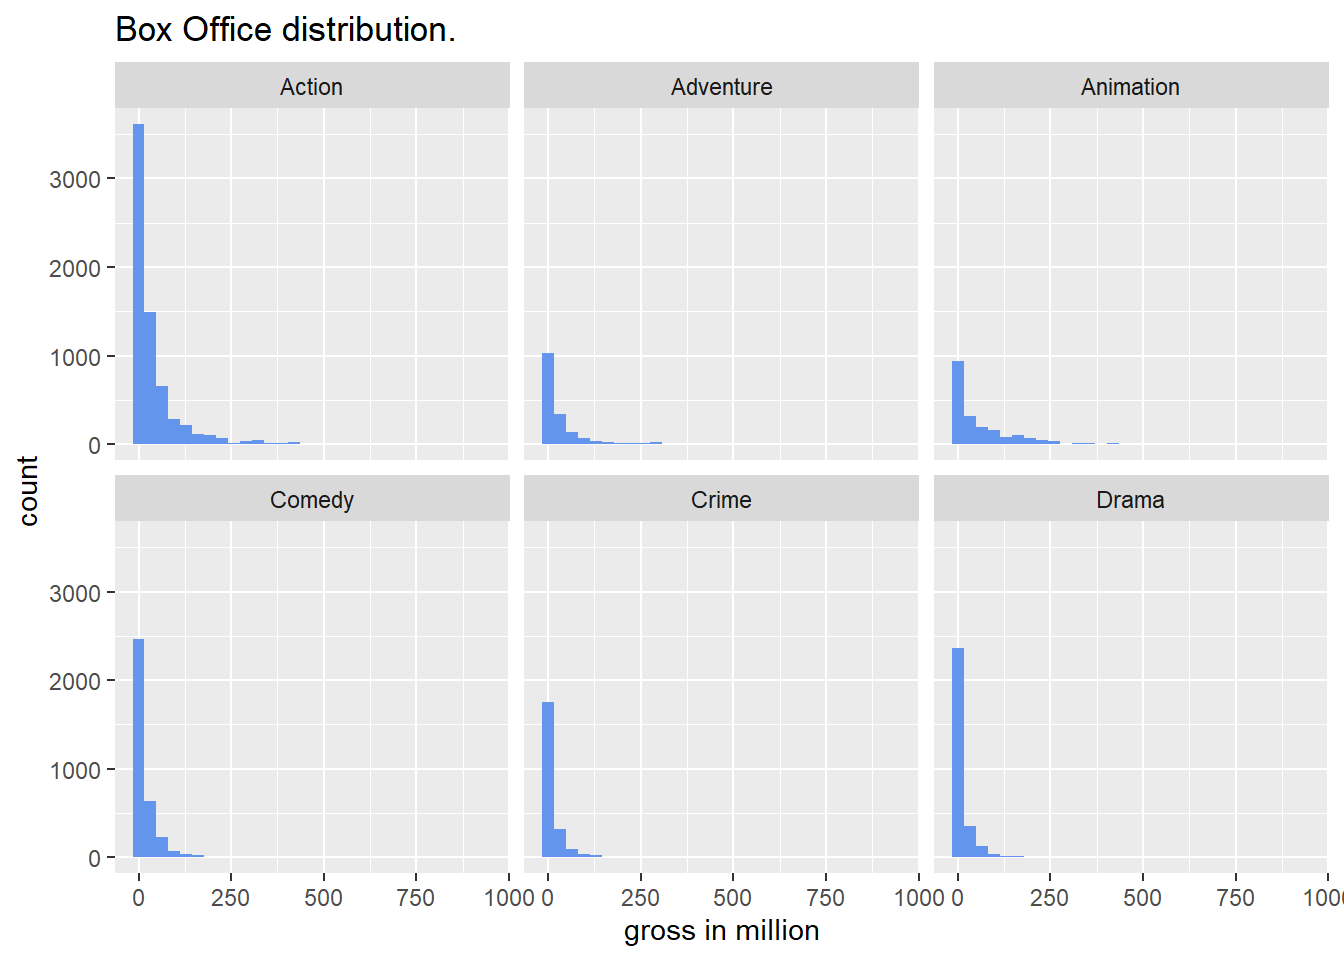 Box Office distribution.
Action Adventure Animation
3000
2000
1000
0
count
Comedy Crime Drama
3000
2000
1000
0
0 250 500 750 1000 0 250 500 750 1000 0 250 500 750 1000
gross in million